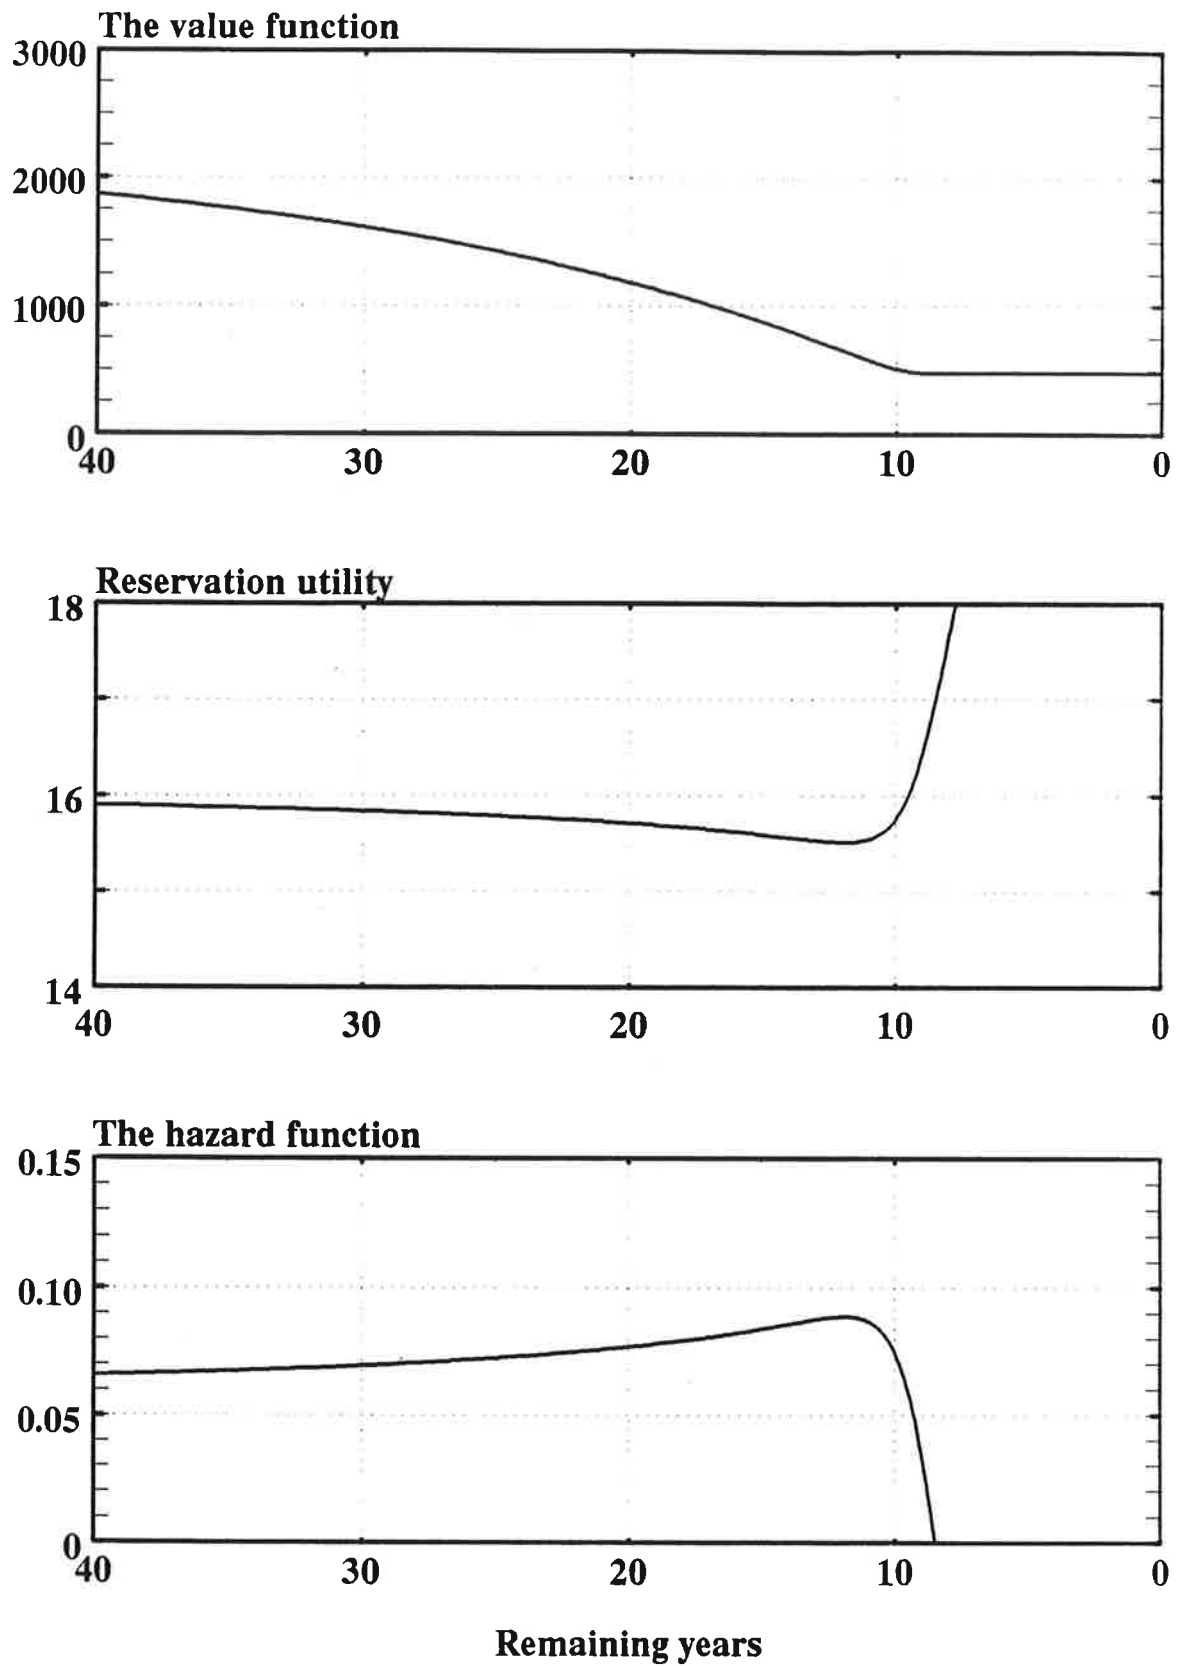 The value function
3000
2000
1000
0
40 30 20 10 0
Reservation utility
18
16
14
40 30 20 10 0
The hazard function
0.15
0.10
0.05
0
40 30 20 10 0
Remaining years